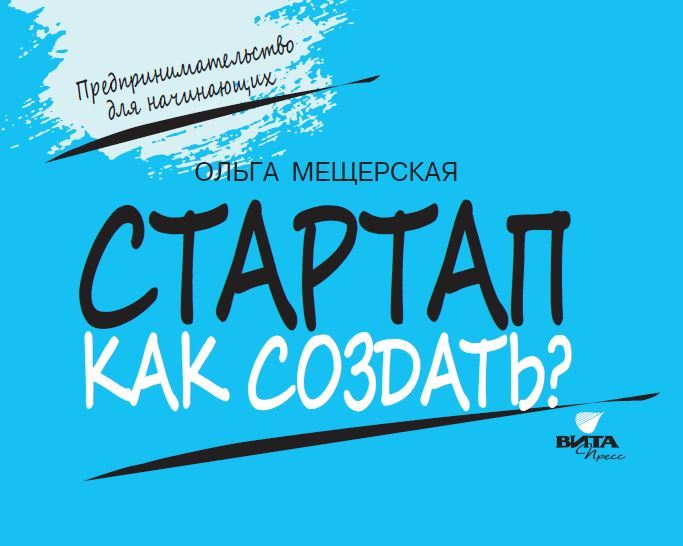 Предпринимательство
для начинающих
ОЛЬГА МЕЩЕРСКАЯ
СТАРТАП
КАК СОЗДАТЬ?
ВИТА
Пресс